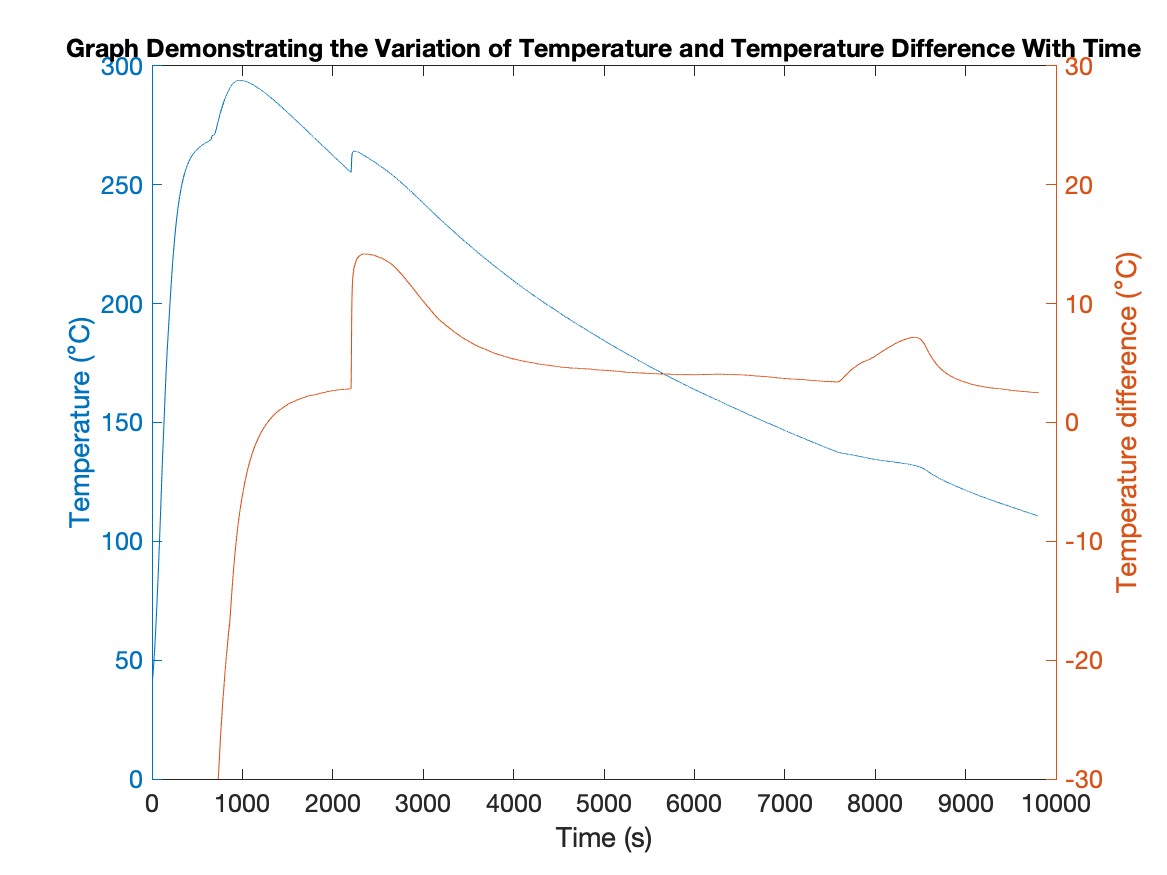 Graph Demonstrating the Variation of Temperature and Temperature Difference With Time
300
250
200
150
100
50
0
Temperature (°C)
30
20
10
0
-10
-20
-30
Temperature difference (°C)
0 1000 2000 3000 4000 5000 6000 7000 8000 9000 10000
Time (s)